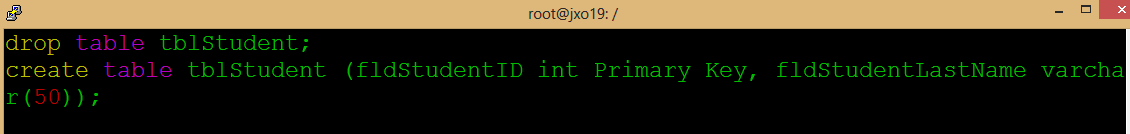 root@jxo19: /
drop table tblStudent;
create table tblStudent (fldStudentID int Primary Key, fldStudentLastName varcha
r(50));